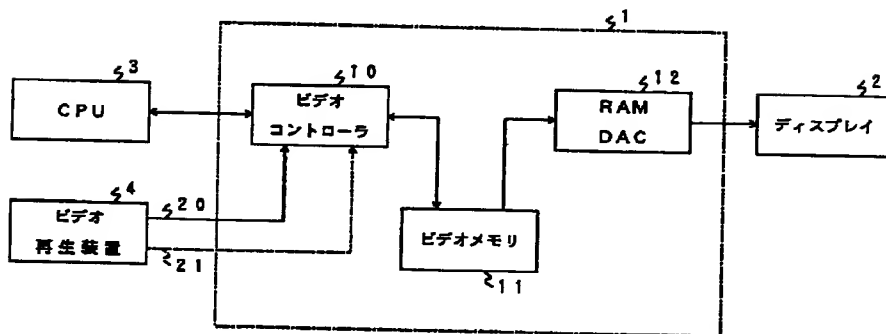 1
3
CPU
10
ビデオ
コントローラ
12
RAM
DAC
2
ディスプレイ
4
ビデオ
再生装置
20
21
ビデオメモリ
11